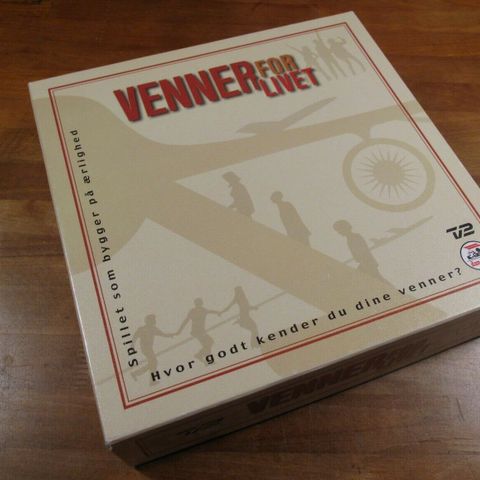 VENNER FOR
LIVET
Spillet som bygger på ærlighed
TV2
Hvor godt kender du dine venner?
VENNER